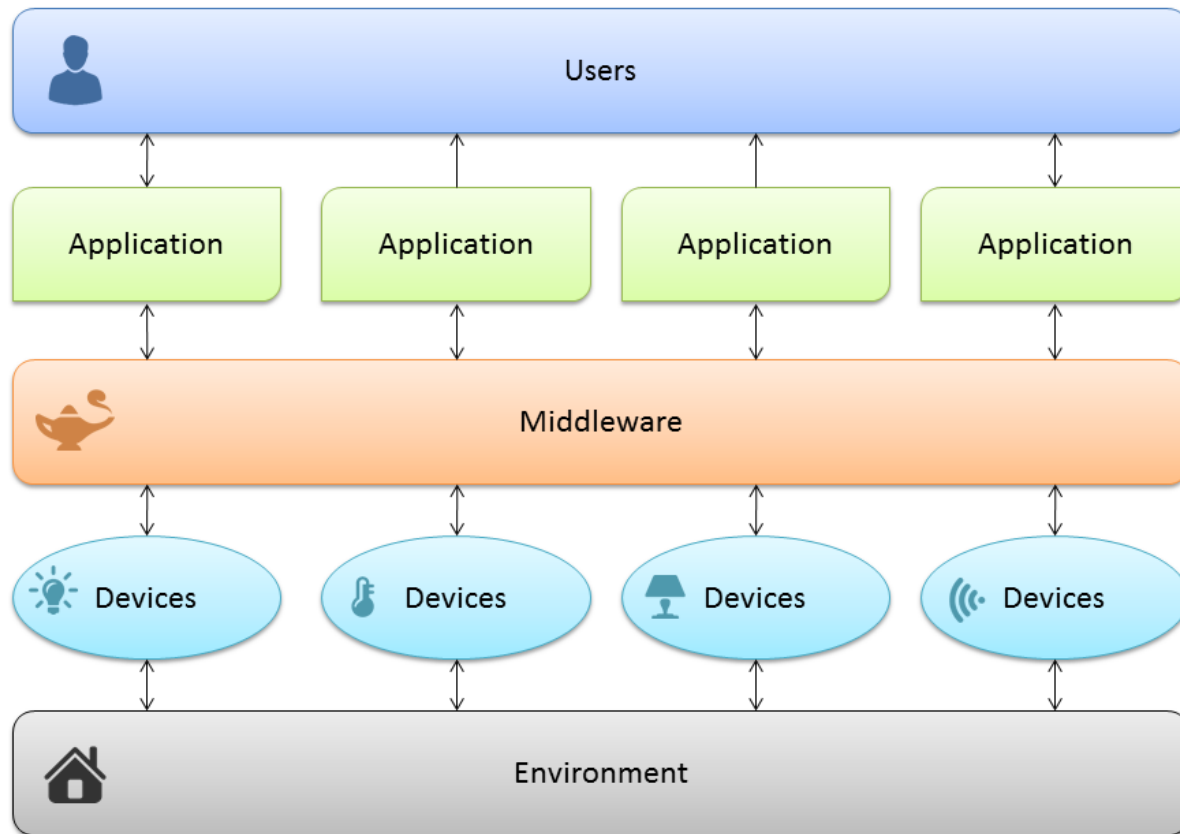 Users
Application
Application
Application
Application
Middleware
Devices
Devices
Devices
Devices
Environment